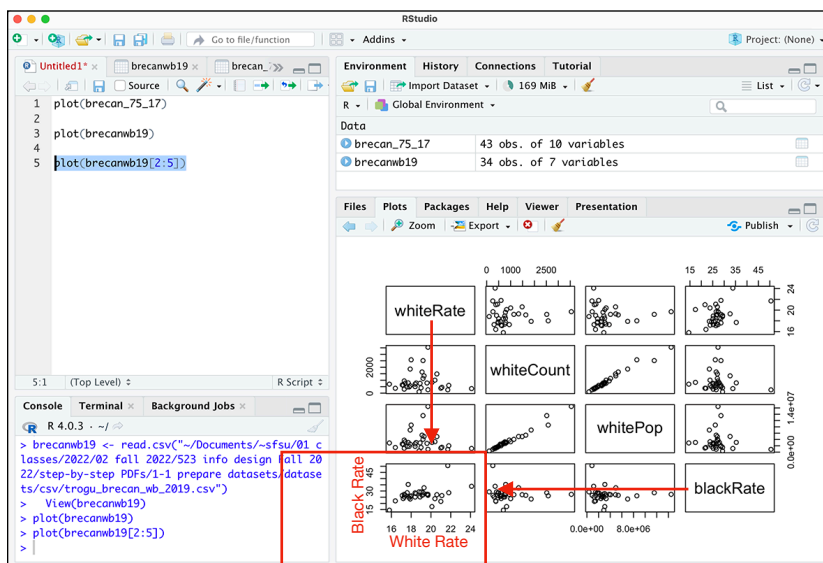 RStudio
Go to file/function
Addins
Project: (None)
Untitled1*
brecanwb19
brecan_
Source
1 plot(brecan_75_17)
2
3 plot(brecanwb19)
4
5 plot(brecanwb19[2:5])
5:1 (Top Level) R Script
Console Terminal Background Jobs
R 4.0.3 · ~/
> brecanwb19 <- read.csv("~/Documents/~sfsu/01 c
lasses/2022/02 fall 2022/523 info design Fall 20
22/step-by-step PDFs/1-1 prepare datasets/datase
ts/csv/trogu_brecan_wb_2019.csv")
> View(brecanwb19)
> plot(brecanwb19)
> plot(brecanwb19[2:5])
>
Environment History Connections Tutorial
Import Dataset 169 MiB List
R Global Environment
Data
brecan_75_17 43 obs. of 10 variables
brecanwb19 34 obs. of 7 variables
Files Plots Packages Help Viewer Presentation
Zoom Export Publish
0 1000 2500 15 25 35 45
whiteRate
16 20 24
0 2000
whiteCount
whitePop
0.0e+00 1.4e+07
15 30 45
blackRate
16 18 20 22 24 0.0e+00 8.0e+06
Black Rate
White Rate